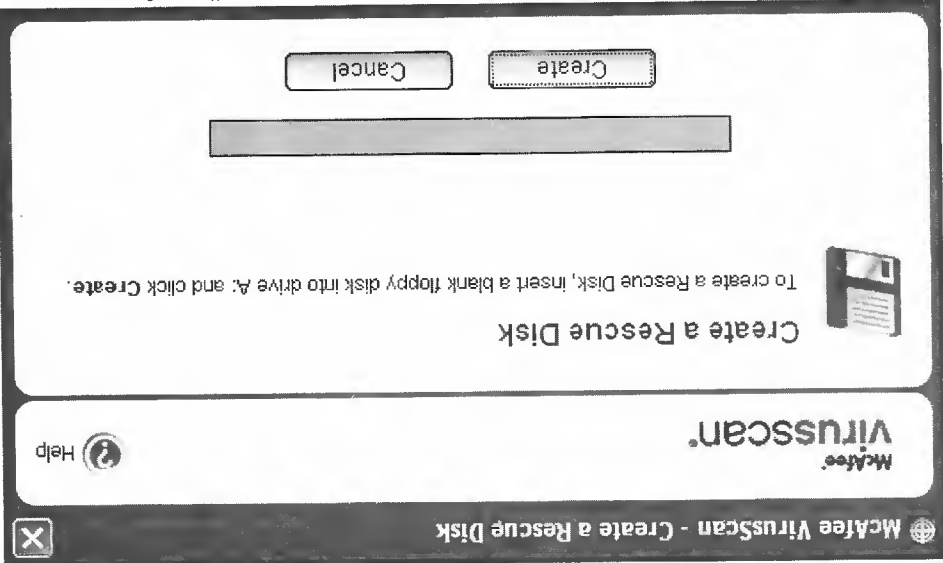 McAfee VirusScan - Create a Rescue Disk
McAfee®
virusscan®
Help
Create a Rescue Disk
To create a Rescue Disk, insert a blank floppy disk into drive A: and click Create.
Create
Cancel